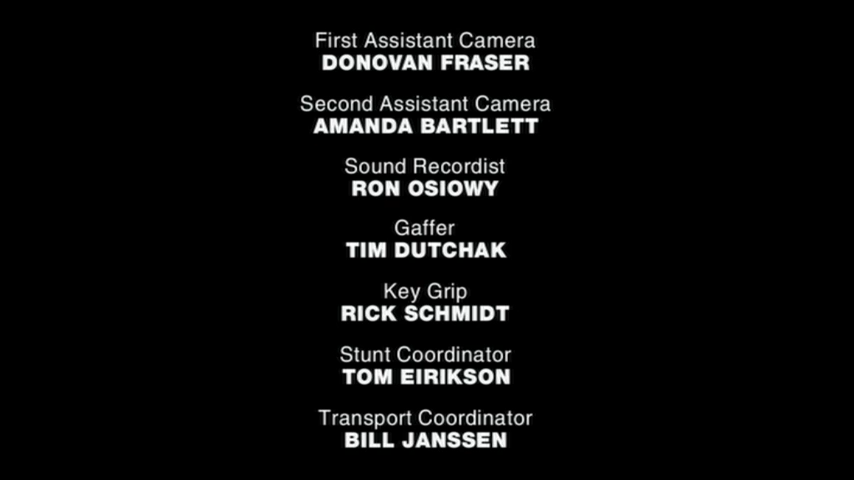 First Assistant Camera
DONOVAN FRASER
Second Assistant Camera
AMANDA BARTLETT
Sound Recordist
RON OSIOWY
Gaffer
TIM DUTCHAK
Key Grip
RICK SCHMIDT
Stunt Coordinator
TOM EIRIKSON
Transport Coordinator
BILL JANSSEN